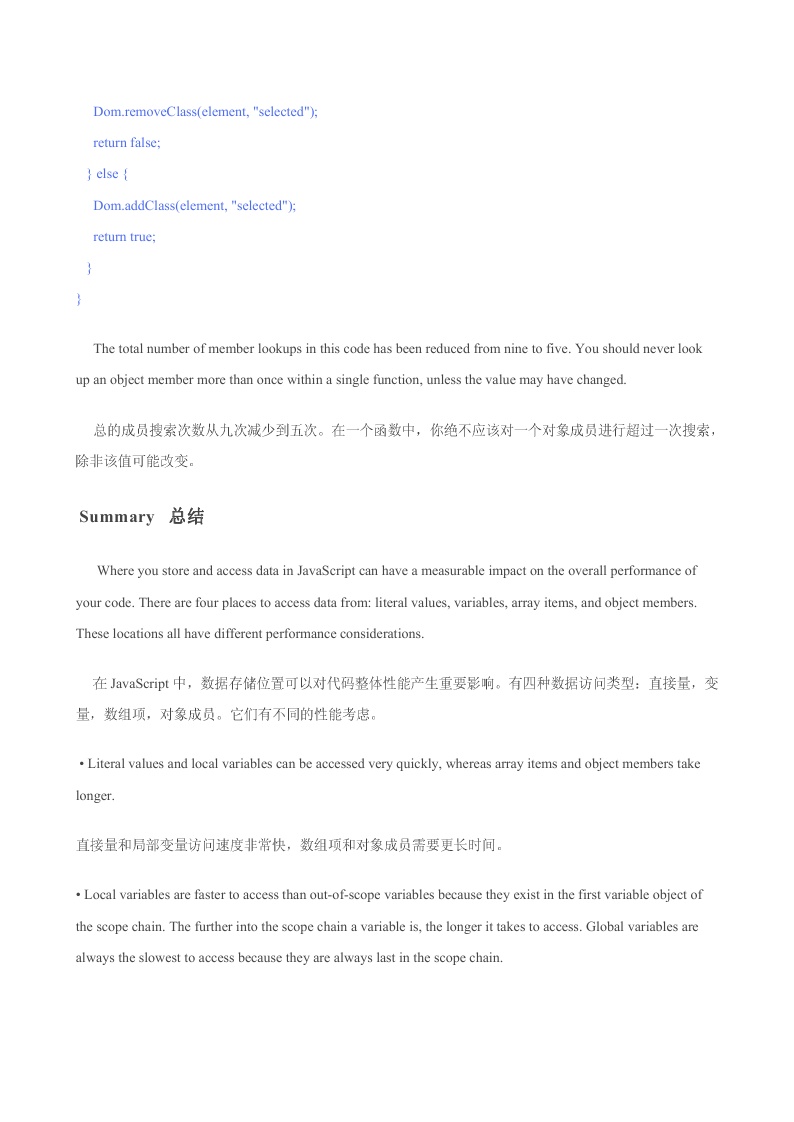 Dom.removeClass(element, "selected");
return false;
} else {
Dom.addClass(element, "selected");
return true;
}
}
The total number of member lookups in this code has been reduced from nine to five. You should never look
up an object member more than once within a single function, unless the value may have changed.
总的成员搜索次数从九次减少到五次。在一个函数中，你绝不应该对一个对象成员进行超过一次搜索，
除非该值可能改变。
Summary 总结
Where you store and access data in JavaScript can have a measurable impact on the overall performance of
your code. There are four places to access data from: literal values, variables, array items, and object members.
These locations all have different performance considerations.
在 JavaScript 中，数据存储位置可以对代码整体性能产生重要影响。有四种数据访问类型：直接量，变
量，数组项，对象成员。它们有不同的性能考虑。
• Literal values and local variables can be accessed very quickly, whereas array items and object members take
longer.
直接量和局部变量访问速度非常快，数组项和对象成员需要更长时间。
• Local variables are faster to access than out-of-scope variables because they exist in the first variable object of
the scope chain. The further into the scope chain a variable is, the longer it takes to access. Global variables are
always the slowest to access because they are always last in the scope chain.